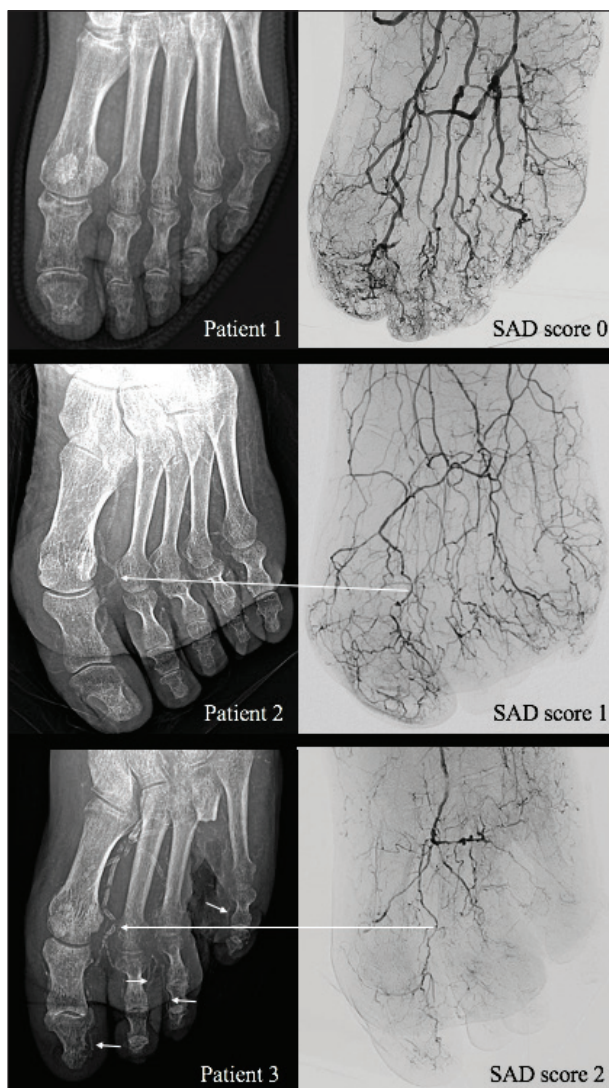 Patient 1
SAD score 0
Patient 2
SAD score 1
Patient 3
SAD score 2